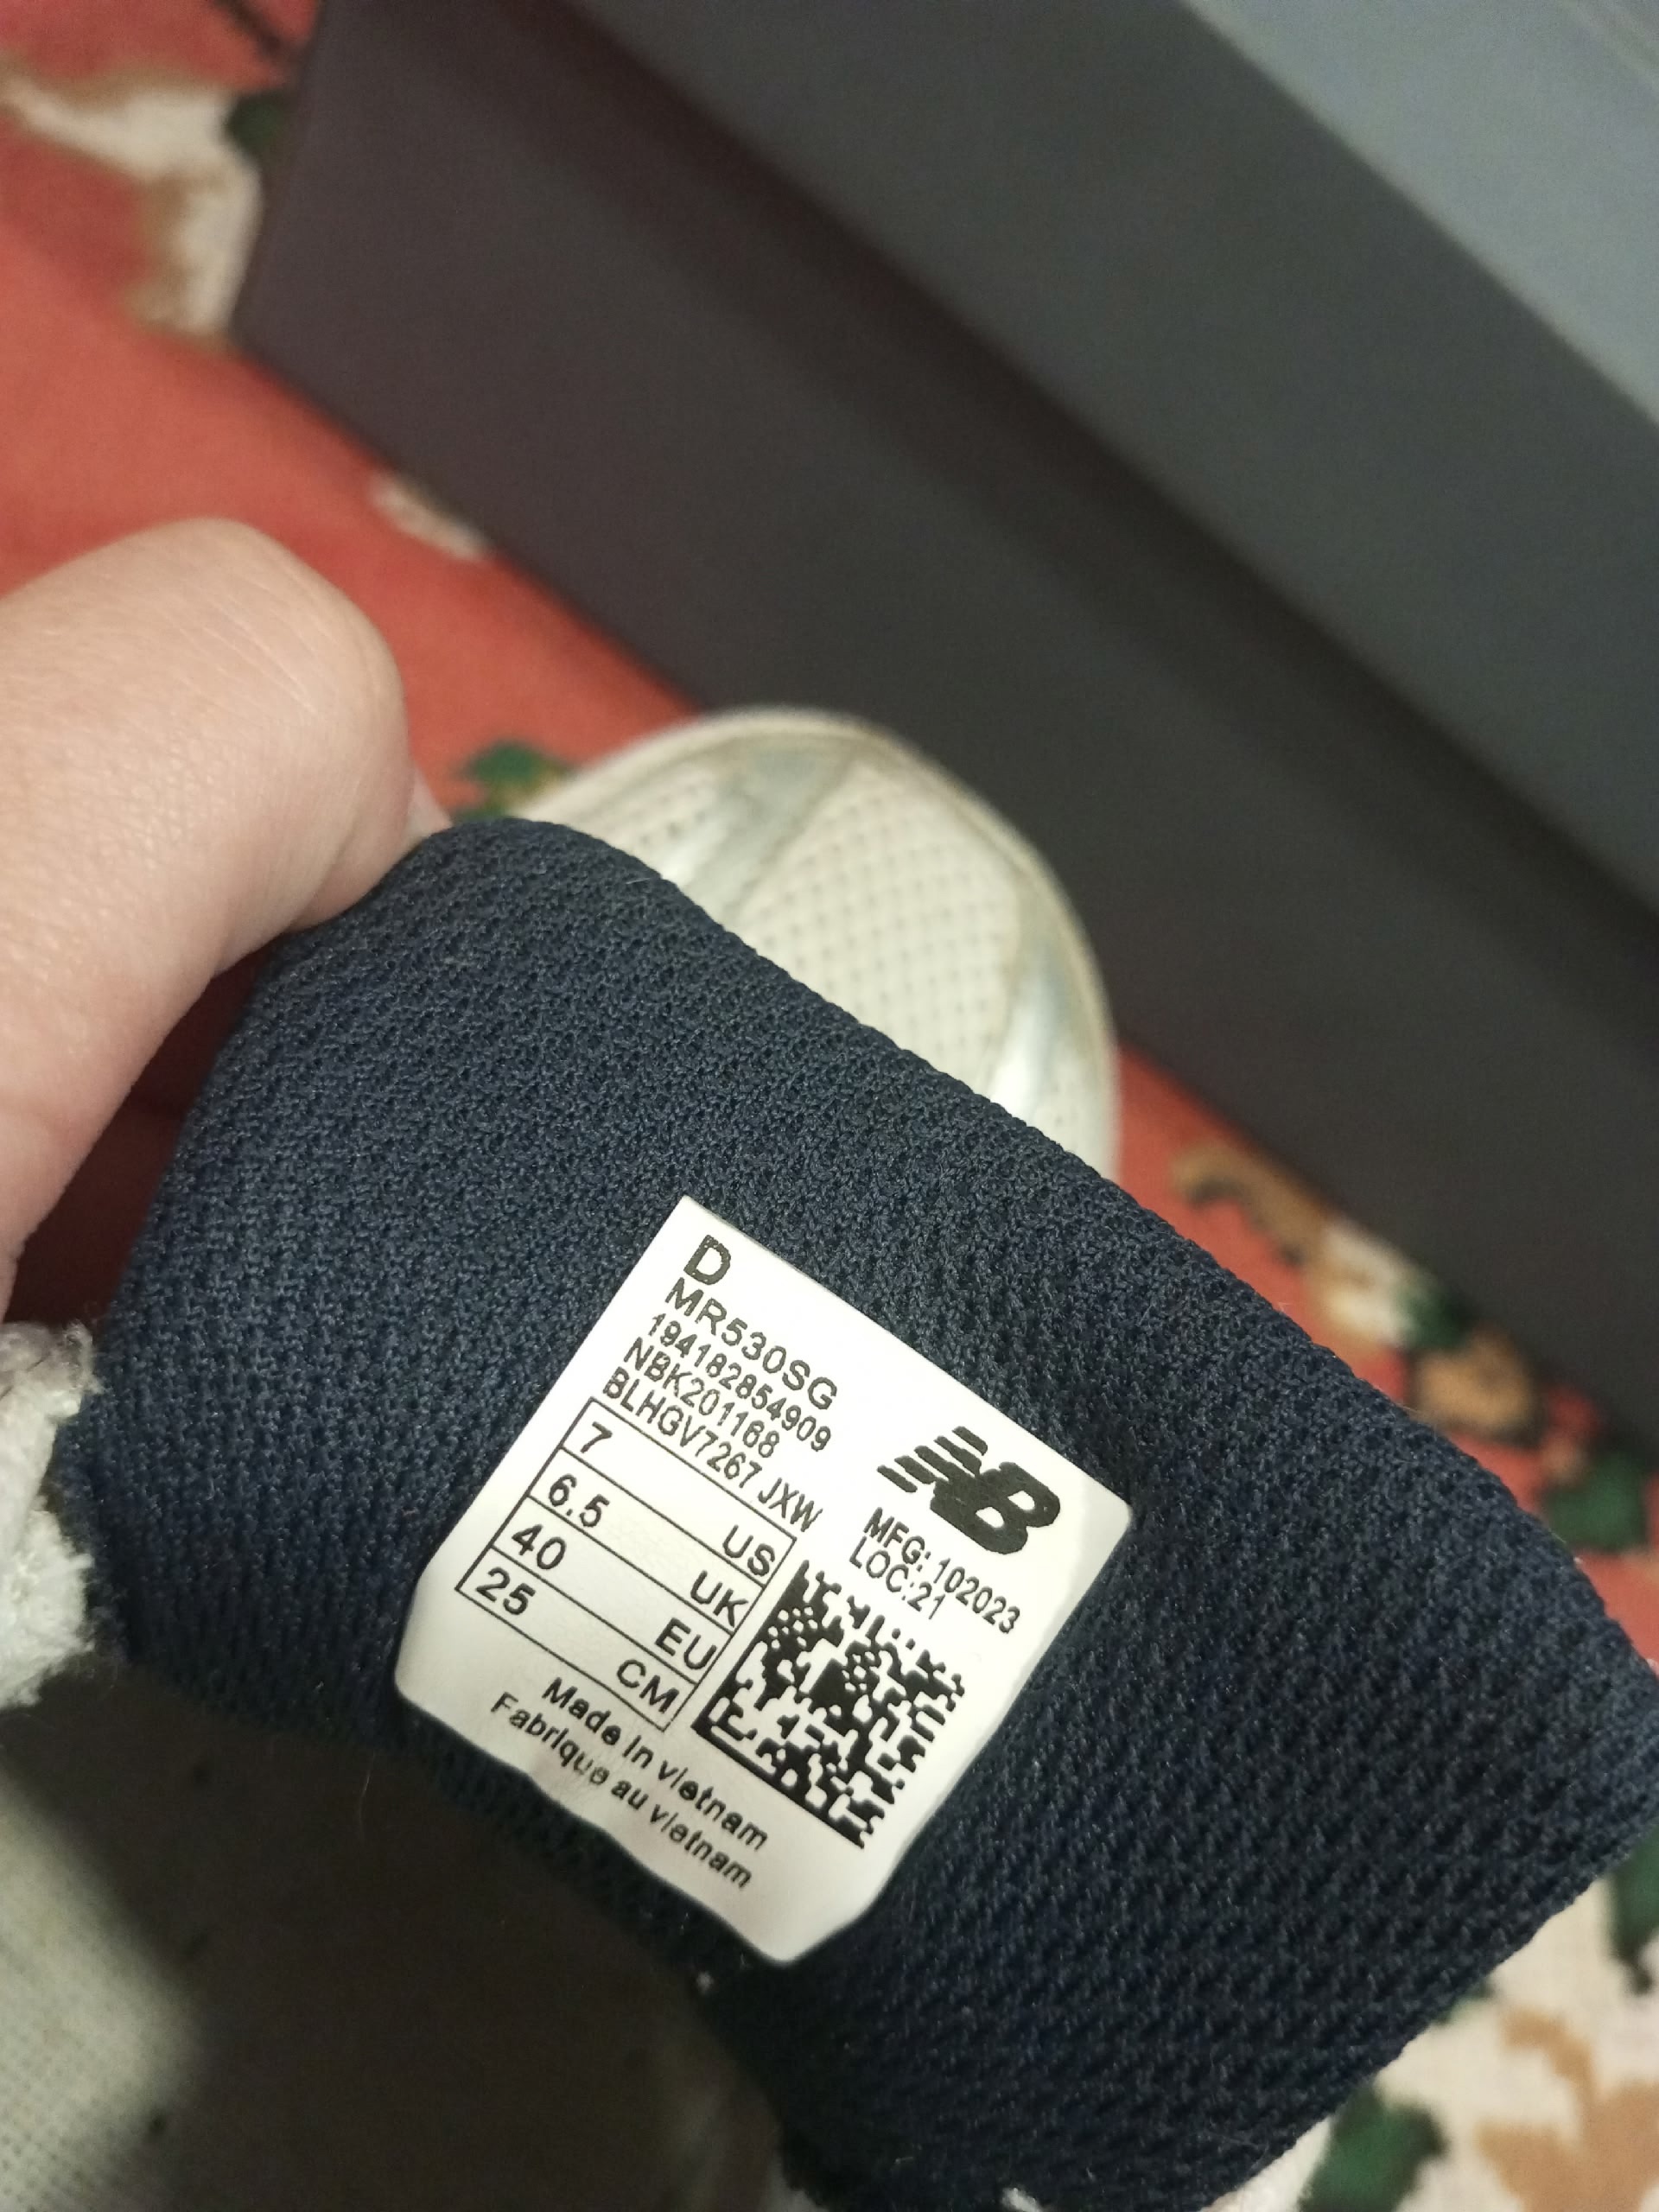 D
MR530SG
194182854909
NBK201168
BLHGV7267 JXW
7 US
6.5 UK
40 EU
25 CM
NB
MFG: 102023
LOC:21
Made in vietnam
Fabrique au vietnam